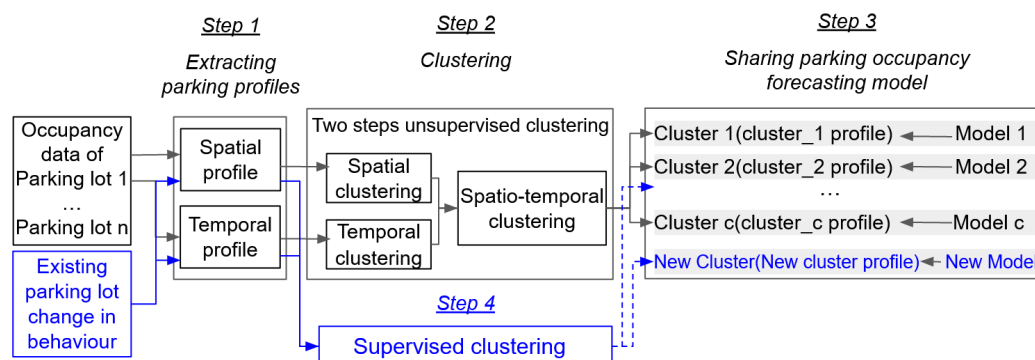 Step 1
Extracting
parking profiles
Step 2
Clustering
Step 3
Sharing parking occupancy
forecasting model
Occupancy
data of
Parking lot 1
...
Parking lot n
Existing
parking lot
change in
behaviour
Spatial
profile
Temporal
profile
Two steps unsupervised clustering
Spatial
clustering
Temporal
clustering
Spatio-temporal
clustering
Step 4
Supervised clustering
Cluster 1(cluster_1 profile) Model 1
Cluster 2(cluster_2 profile) Model 2
...
Cluster c(cluster_c profile) Model c
New Cluster(New cluster profile) New Model